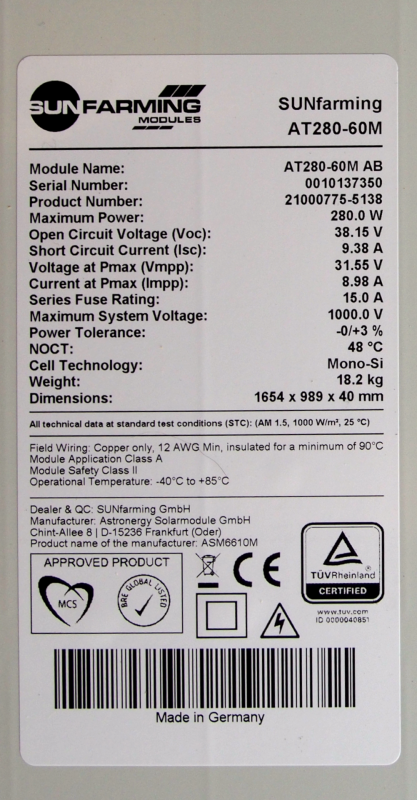 SUNFARMING
MODULES
SUNfarming
AT280-60M
Module Name: AT280-60M AB
Serial Number: 0010137350
Product Number: 21000775-5138
Maximum Power: 280.0 W
Open Circuit Voltage (Voc): 38.15 V
Short Circuit Current (Isc): 9.38 A
Voltage at Pmax (Vmpp): 31.55 V
Current at Pmax (Impp): 8.98 A
Series Fuse Rating: 15.0 A
Maximum System Voltage: 1000.0 V
Power Tolerance: -0/+3 %
NOCT: 48 °C
Cell Technology: Mono-Si
Weight: 18.2 kg
Dimensions: 1654 x 989 x 40 mm
All technical data at standard test conditions (STC): (AM 1.5, 1000 W/m², 25 °C)
Field Wiring: Copper only, 12 AWG Min, insulated for a minimum of 90°C
Module Application Class A
Module Safety Class II
Operational Temperature: -40°C to +85°C
Dealer & QC: SUNfarming GmbH
Manufacturer: Astronergy Solarmodule GmbH
Chint-Allee 8 | D-15236 Frankfurt (Oder)
Product name of the manufacturer: ASM6610M
APPROVED PRODUCT
MCS
BRE GLOBAL LISTED
CE
TÜVRheinland
CERTIFIED
www.tuv.com
ID 0000040851
Made in Germany